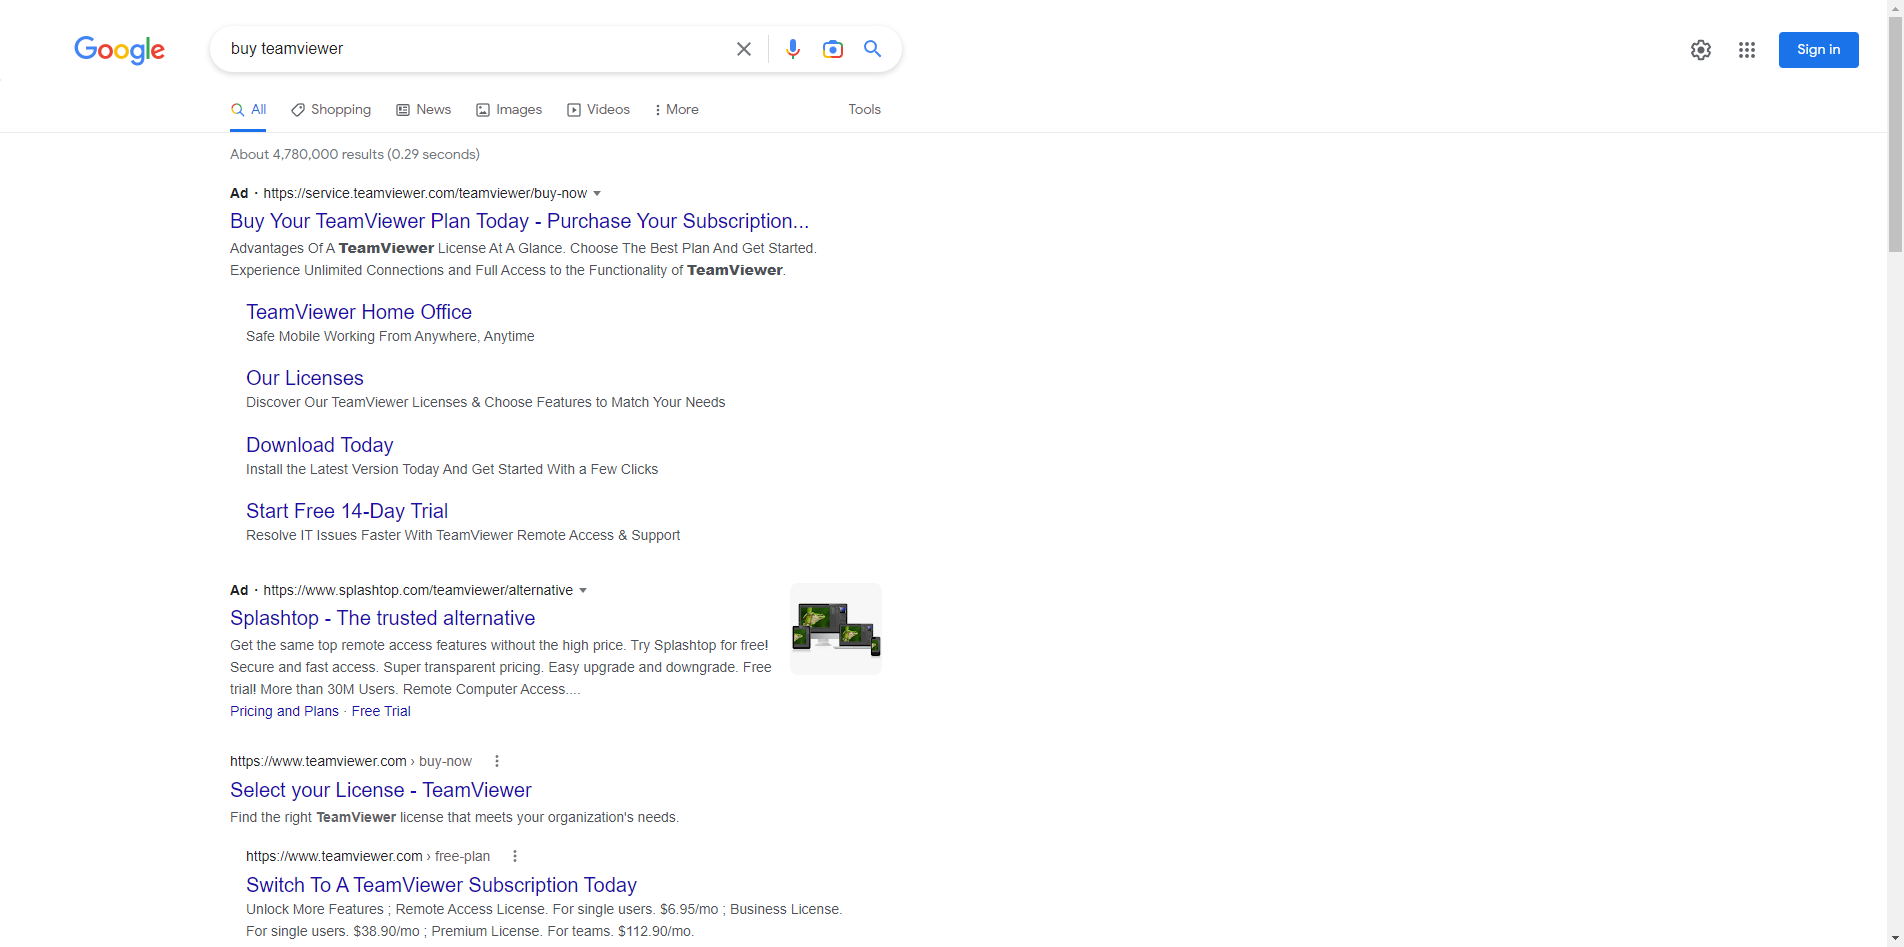 Google
buy teamviewer
Sign in
All
Shopping
News
Images
Videos
More
Tools
About 4,780,000 results (0.29 seconds)
Ad · https://service.teamviewer.com/teamviewer/buy-now
Buy Your TeamViewer Plan Today - Purchase Your Subscription...
Advantages Of A TeamViewer License At A Glance. Choose The Best Plan And Get Started.
Experience Unlimited Connections and Full Access to the Functionality of TeamViewer.
TeamViewer Home Office
Safe Mobile Working From Anywhere, Anytime
Our Licenses
Discover Our TeamViewer Licenses & Choose Features to Match Your Needs
Download Today
Install the Latest Version Today And Get Started With a Few Clicks
Start Free 14-Day Trial
Resolve IT Issues Faster With TeamViewer Remote Access & Support
Ad · https://www.splashtop.com/teamviewer/alternative
Splashtop - The trusted alternative
Get the same top remote access features without the high price. Try Splashtop for free!
Secure and fast access. Super transparent pricing. Easy upgrade and downgrade. Free
trial! More than 30M Users. Remote Computer Access....
Pricing and Plans · Free Trial
https://www.teamviewer.com › buy-now
Select your License - TeamViewer
Find the right TeamViewer license that meets your organization's needs.
https://www.teamviewer.com › free-plan
Switch To A TeamViewer Subscription Today
Unlock More Features ; Remote Access License. For single users. $6.95/mo ; Business License.
For single users. $38.90/mo ; Premium License. For teams. $112.90/mo.